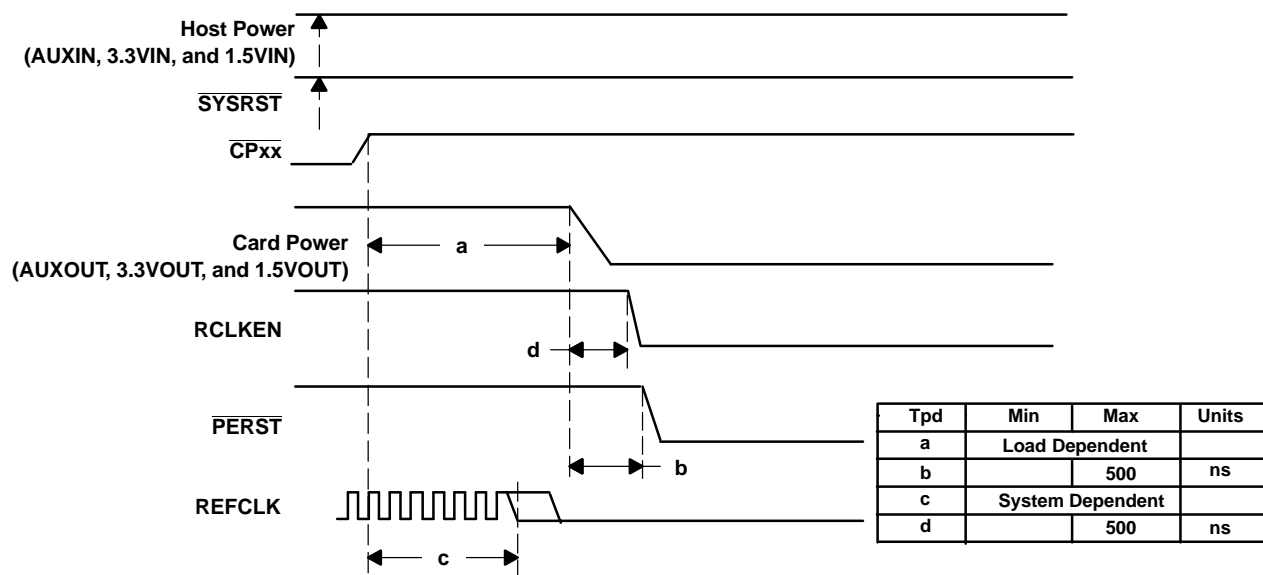 Host Power
(AUXIN, 3.3VIN, and 1.5VIN)
SYSRST
CPxx
a
Card Power
(AUXOUT, 3.3VOUT, and 1.5VOUT)
RCLKEN
d
PERST
b
REFCLK
c
Tpd Min Max Units
a Load Dependent
b 500 ns
c System Dependent
d 500 ns